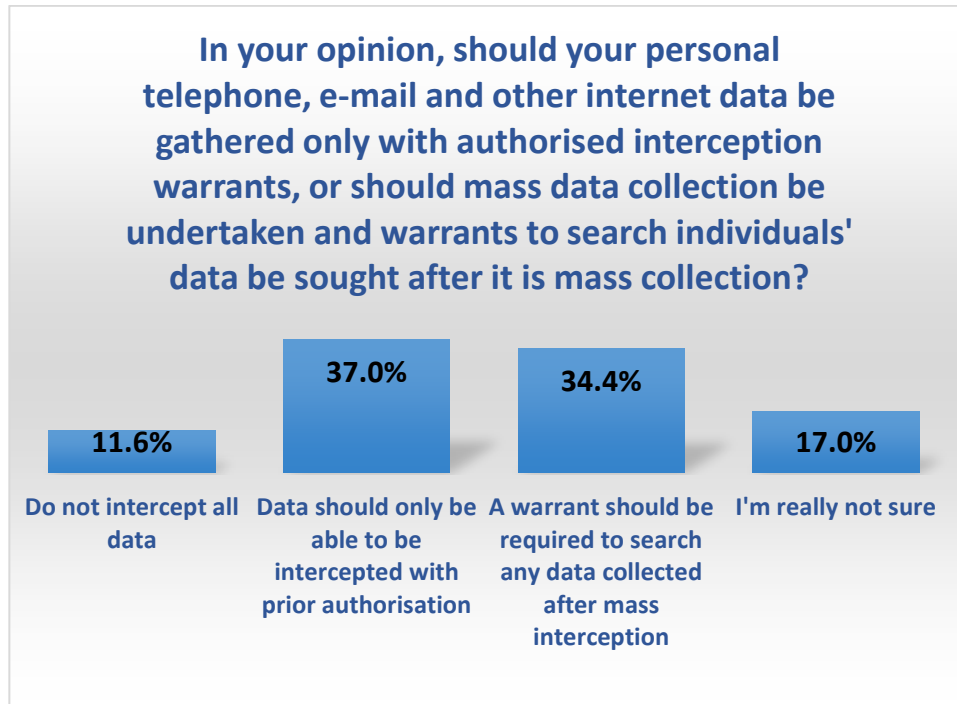 In your opinion, should your personal
telephone, e-mail and other internet data be
gathered only with authorised interception
warrants, or should mass data collection be
undertaken and warrants to search individuals'
data be sought after it is mass collection?
11.6%
37.0%
34.4%
17.0%
Do not intercept all
data
Data should only be
able to be
intercepted with
prior authorisation
A warrant should be
required to search
any data collected
after mass
interception
I'm really not sure